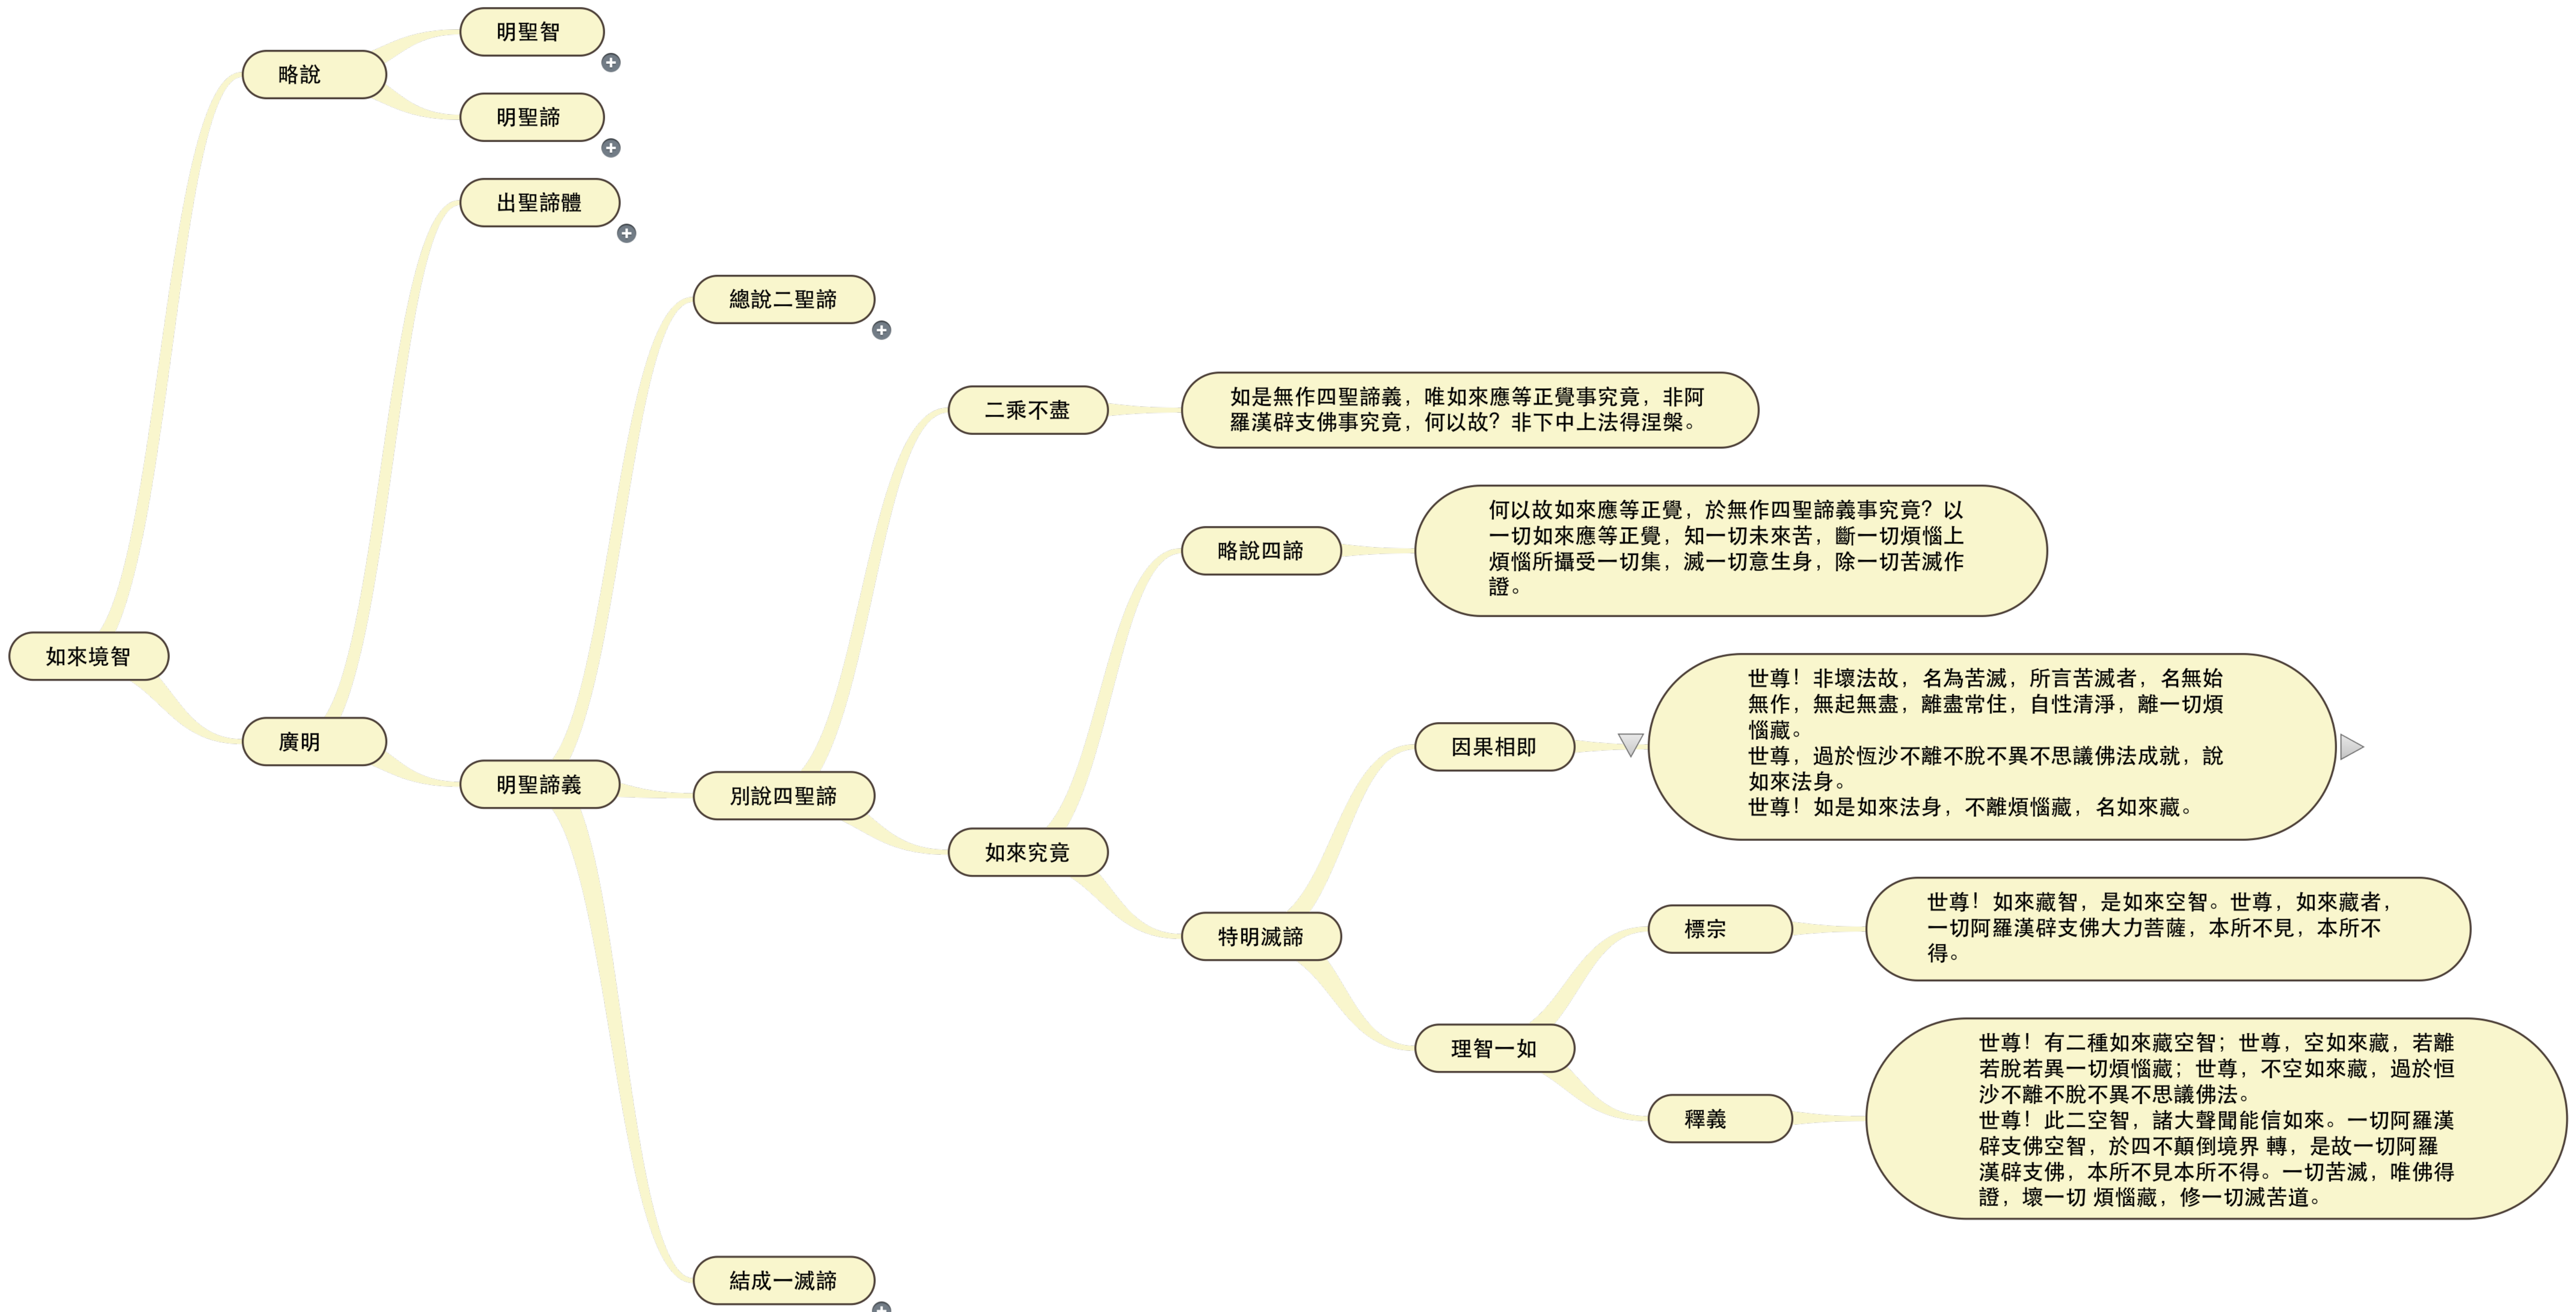 明聖智
略說
明聖諦
出聖諦體
總說二聖諦
二乘不盡
如是無作四聖諦義，唯如來應等正覺事究竟，非阿
羅漢辟支佛事究竟，何以故？非下中上法得涅槃。
略說四諦
何以故如來應等正覺，於無作四聖諦義事究竟？以
一切如來應等正覺，知一切未來苦，斷一切煩惱上
煩惱所攝受一切集，滅一切意生身，除一切苦滅作
證。
如來境智
廣明
明聖諦義
別說四聖諦
如來究竟
因果相即
世尊！非壞法故，名為苦滅，所言苦滅者，名無始
無作，無起無盡，離盡常住，自性清淨，離一切煩
惱藏。
世尊，過於恆沙不離不脫不異不思議佛法成就，說
如來法身。
世尊！如是如來法身，不離煩惱藏，名如來藏。
特明滅諦
標宗
世尊！如來藏智，是如來空智。世尊，如來藏者，
一切阿羅漢辟支佛大力菩薩，本所不見，本所不
得。
理智一如
釋義
世尊！有二種如來藏空智；世尊，空如來藏，若離
若脫若異一切煩惱藏；世尊，不空如來藏，過於恒
沙不離不脫不異不思議佛法。
世尊！此二空智，諸大聲聞能信如來。一切阿羅漢
辟支佛空智，於四不顛倒境界 轉，是故一切阿羅
漢辟支佛，本所不見本所不得。一切苦滅，唯佛得
證，壞一切 煩惱藏，修一切滅苦道。
結成一滅諦